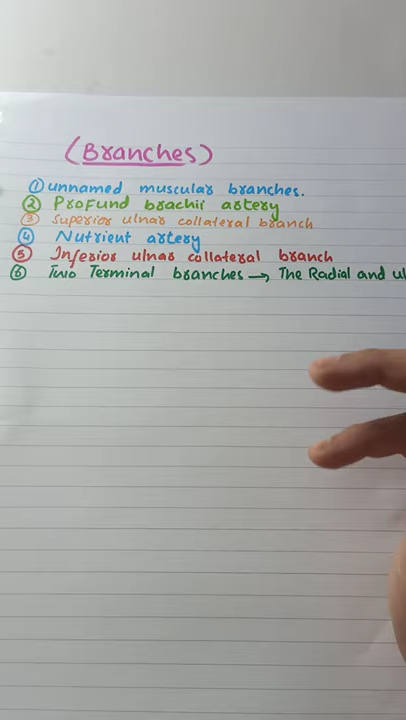 (Branches)
① unnamed muscular branches.
② Profund brachii artery
③ Superior ulnar collateral branch
④ Nutrient artery
⑤ Inferior ulnar collateral branch
⑥ Two Terminal branches → The Radial and ul